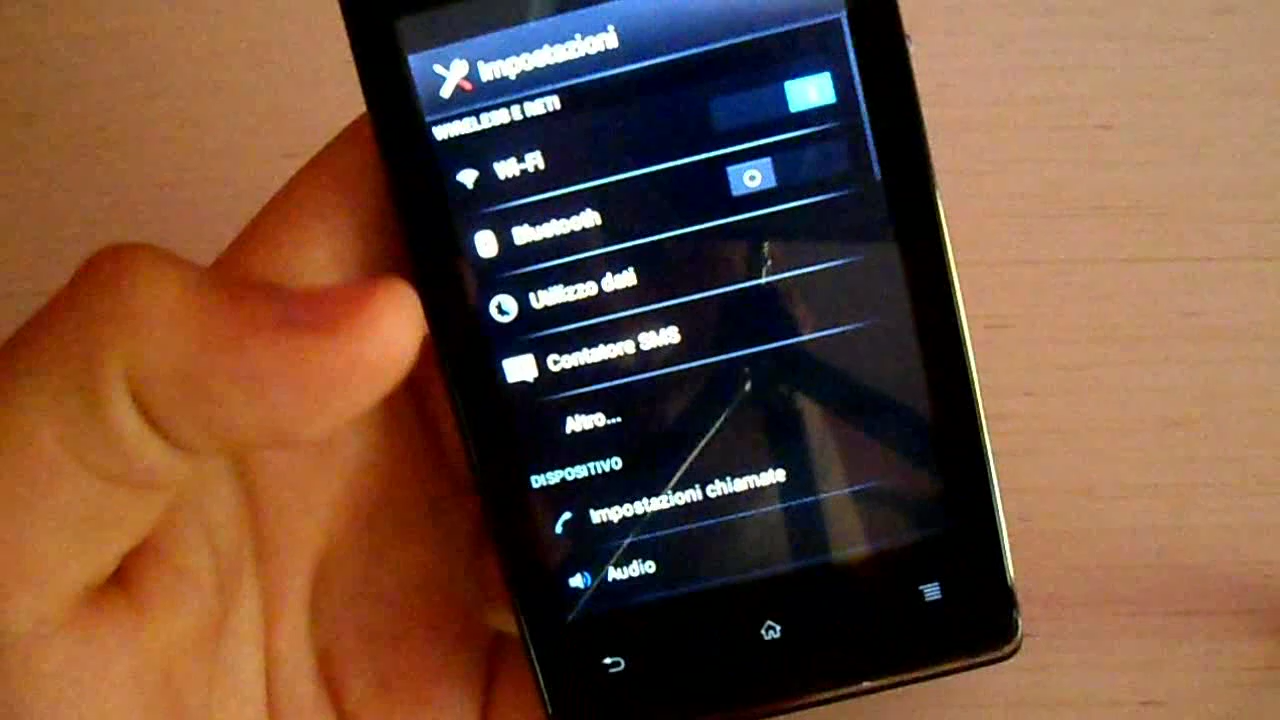 Impostazioni
WIRELESS E RETI
Wi-Fi
Bluetooth
Utilizzo dati
Contatore SMS
Altro...
DISPOSITIVO
Impostazioni chiamate
Audio